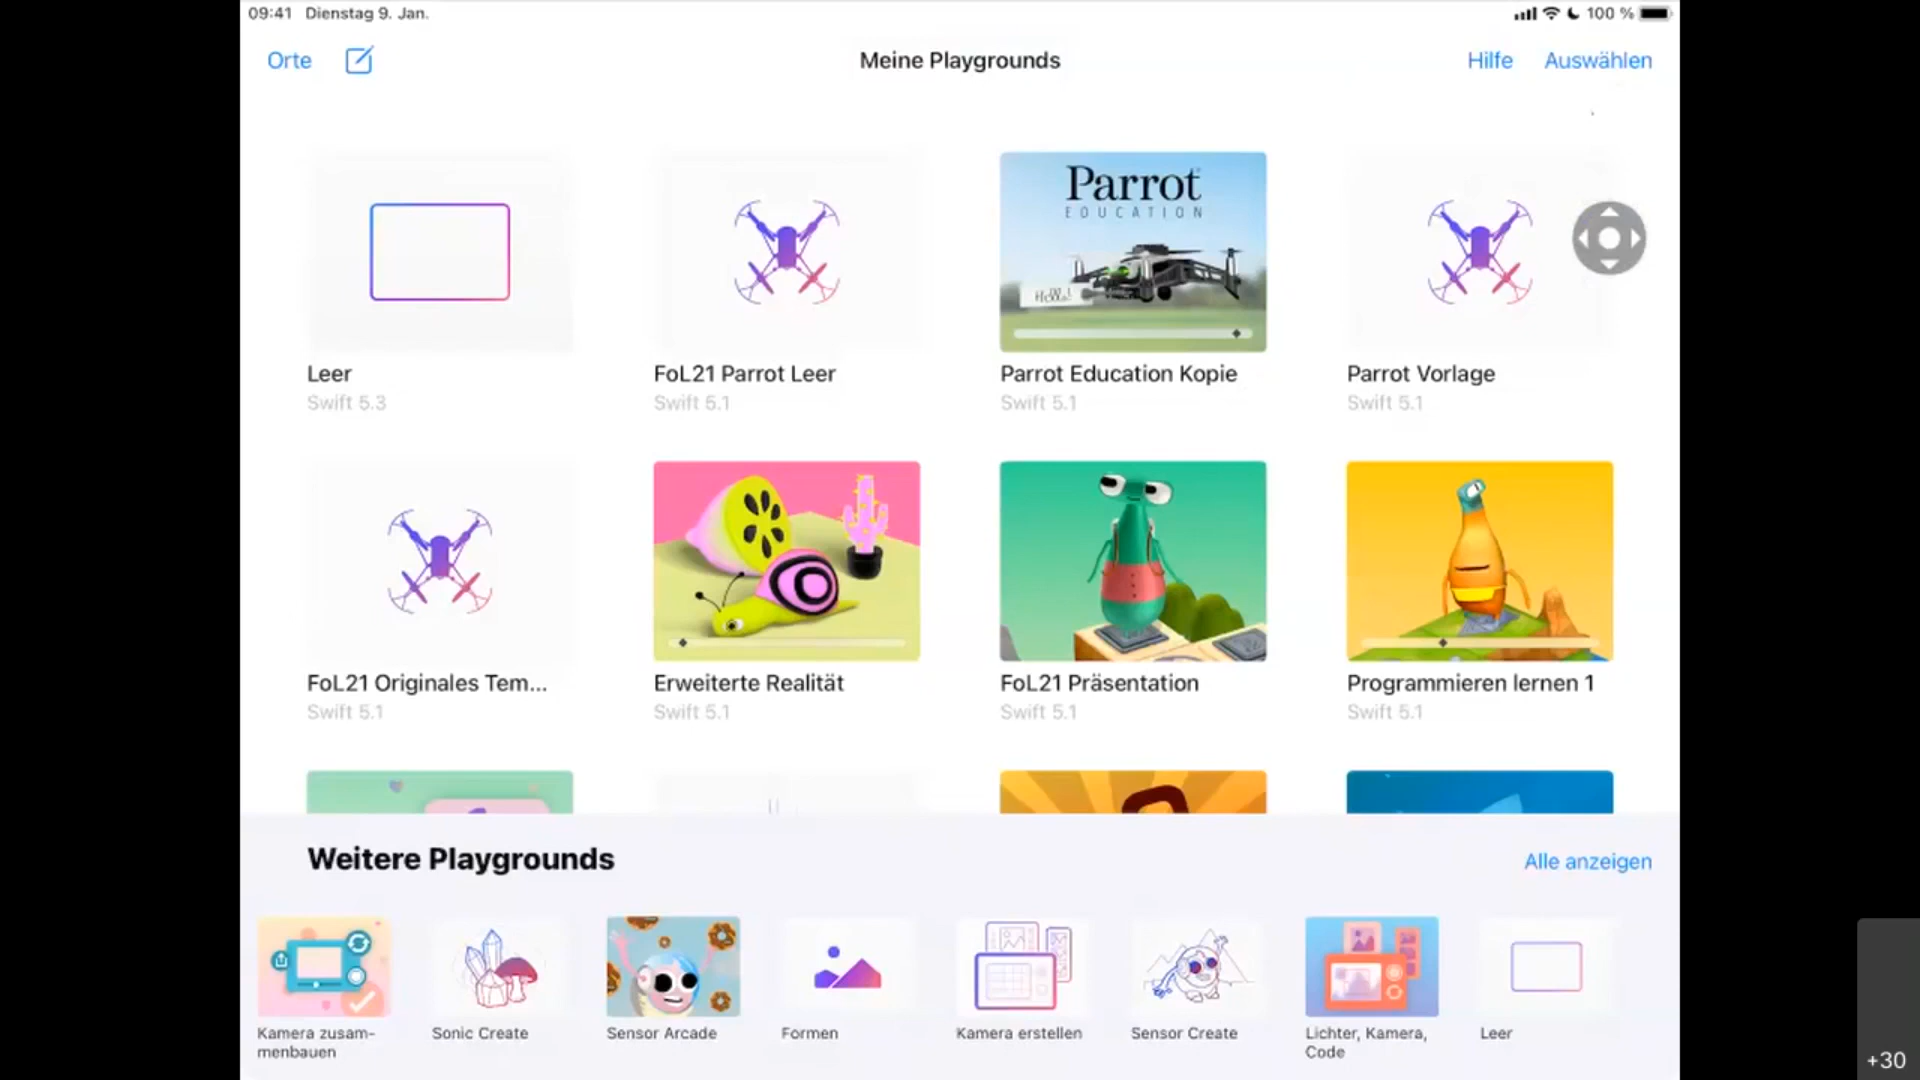 09:41 Dienstag 9. Jan.
100 %
Orte
Meine Playgrounds
Hilfe
Auswählen
Parrot
EDUCATION
Leer
FoL21 Parrot Leer
Parrot Education Kopie
Parrot Vorlage
Swift 5.3
Swift 5.1
Swift 5.1
Swift 5.1
FoL21 Originales Tem...
Erweiterte Realität
FoL21 Präsentation
Programmieren lernen 1
Swift 5.1
Swift 5.1
Swift 5.1
Swift 5.1
Weitere Playgrounds
Alle anzeigen
Kamera zusam-
menbauen
Sonic Create
Sensor Arcade
Formen
Kamera erstellen
Sensor Create
Lichter, Kamera,
Code
Leer
+30